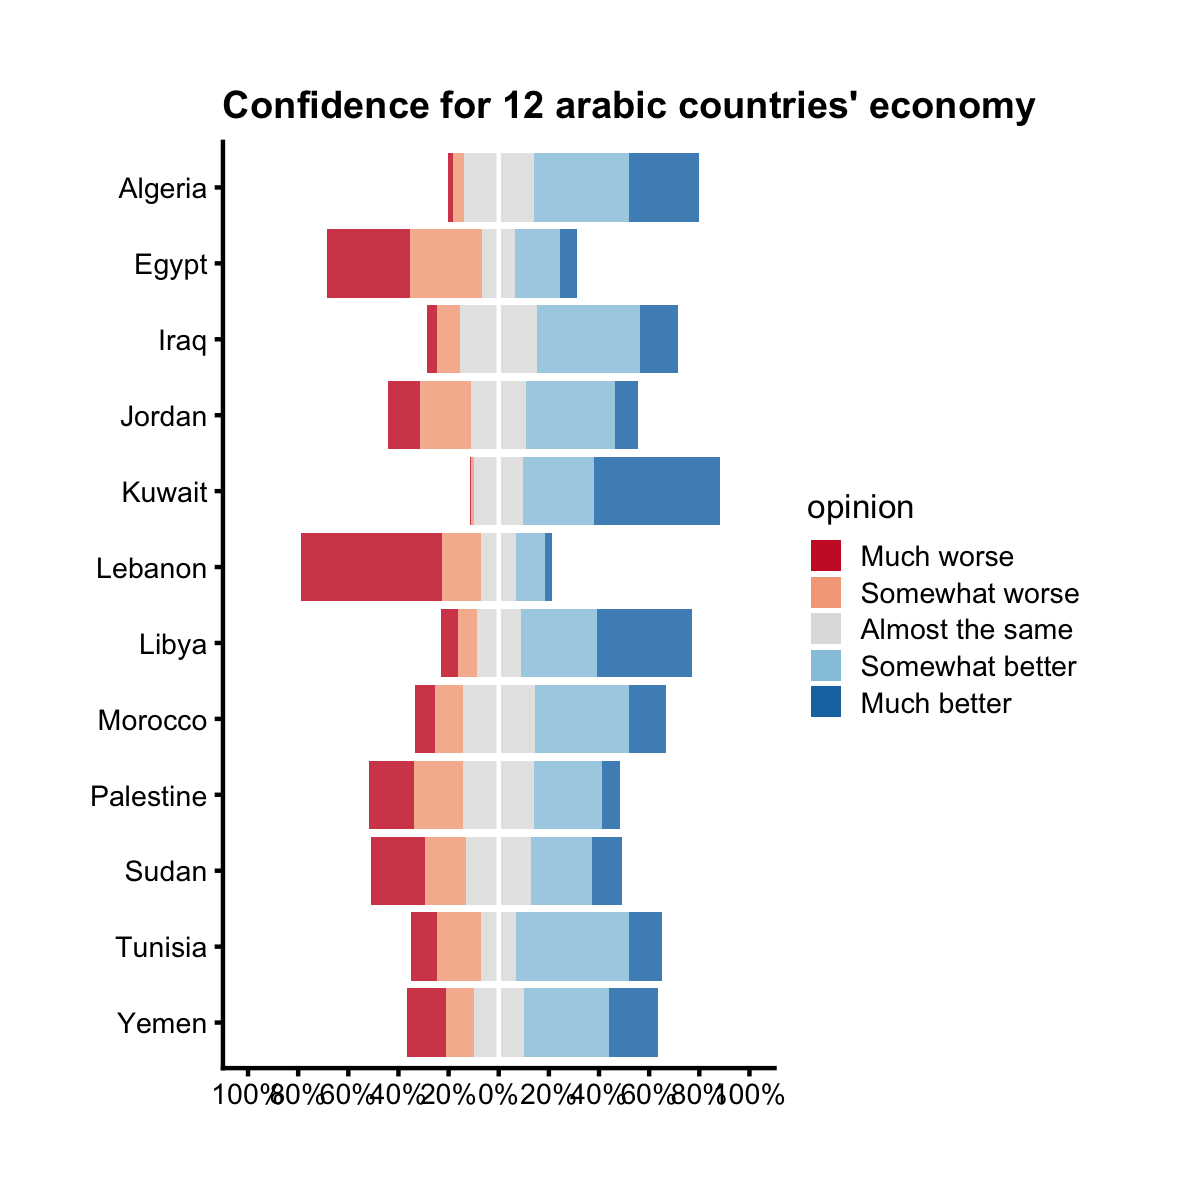 Confidence for 12 arabic countries' economy
Algeria
Egypt
Iraq
Jordan
Kuwait
Lebanon
Libya
Morocco
Palestine
Sudan
Tunisia
Yemen
100% 80% 60% 40% 20% 0% 20% 40% 60% 80% 100%
opinion
Much worse
Somewhat worse
Almost the same
Somewhat better
Much better